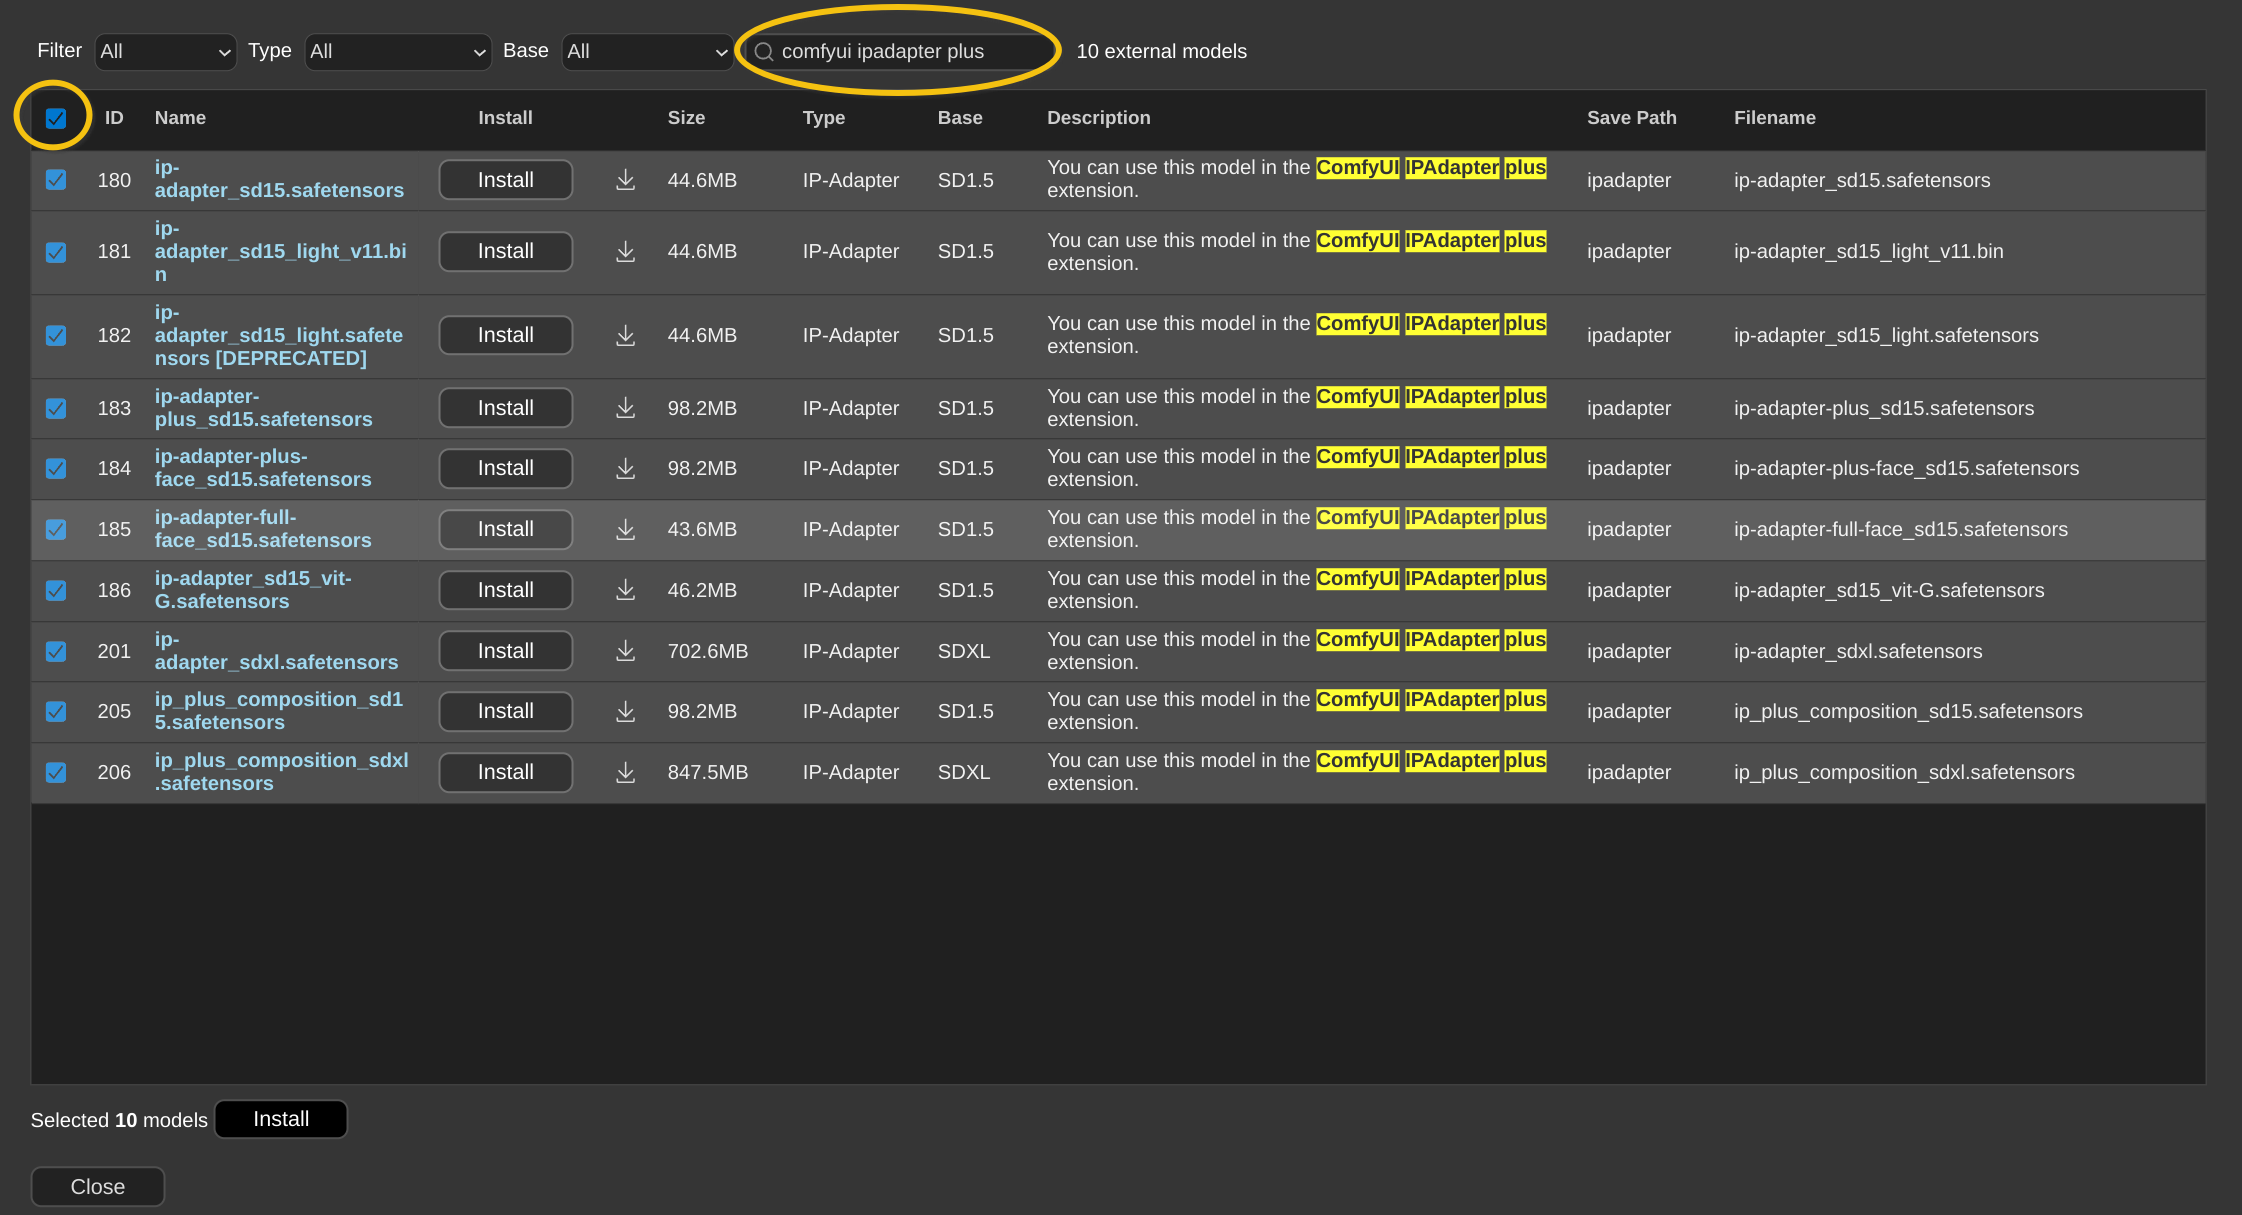 Filter All Type All Base All comfyui ipadapter plus 10 external models
ID Name Install Size Type Base Description Save Path Filename
180 ip-adapter_sd15.safetensors Install 44.6MB IP-Adapter SD1.5 You can use this model in the ComfyUI IPAdapter plus extension. ipadapter ip-adapter_sd15.safetensors
181 ip-adapter_sd15_light_v11.bin Install 44.6MB IP-Adapter SD1.5 You can use this model in the ComfyUI IPAdapter plus extension. ipadapter ip-adapter_sd15_light_v11.bin
182 ip-adapter_sd15_light.safetensors [DEPRECATED] Install 44.6MB IP-Adapter SD1.5 You can use this model in the ComfyUI IPAdapter plus extension. ipadapter ip-adapter_sd15_light.safetensors
183 ip-adapter-plus_sd15.safetensors Install 98.2MB IP-Adapter SD1.5 You can use this model in the ComfyUI IPAdapter plus extension. ipadapter ip-adapter-plus_sd15.safetensors
184 ip-adapter-plus-face_sd15.safetensors Install 98.2MB IP-Adapter SD1.5 You can use this model in the ComfyUI IPAdapter plus extension. ipadapter ip-adapter-plus-face_sd15.safetensors
185 ip-adapter-full-face_sd15.safetensors Install 43.6MB IP-Adapter SD1.5 You can use this model in the ComfyUI IPAdapter plus extension. ipadapter ip-adapter-full-face_sd15.safetensors
186 ip-adapter_sd15_vit-G.safetensors Install 46.2MB IP-Adapter SD1.5 You can use this model in the ComfyUI IPAdapter plus extension. ipadapter ip-adapter_sd15_vit-G.safetensors
201 ip-adapter_sdxl.safetensors Install 702.6MB IP-Adapter SDXL You can use this model in the ComfyUI IPAdapter plus extension. ipadapter ip-adapter_sdxl.safetensors
205 ip_plus_composition_sd15.safetensors Install 98.2MB IP-Adapter SD1.5 You can use this model in the ComfyUI IPAdapter plus extension. ipadapter ip_plus_composition_sd15.safetensors
206 ip_plus_composition_sdxl.safetensors Install 847.5MB IP-Adapter SDXL You can use this model in the ComfyUI IPAdapter plus extension. ipadapter ip_plus_composition_sdxl.safetensors
Selected 10 models Install
Close